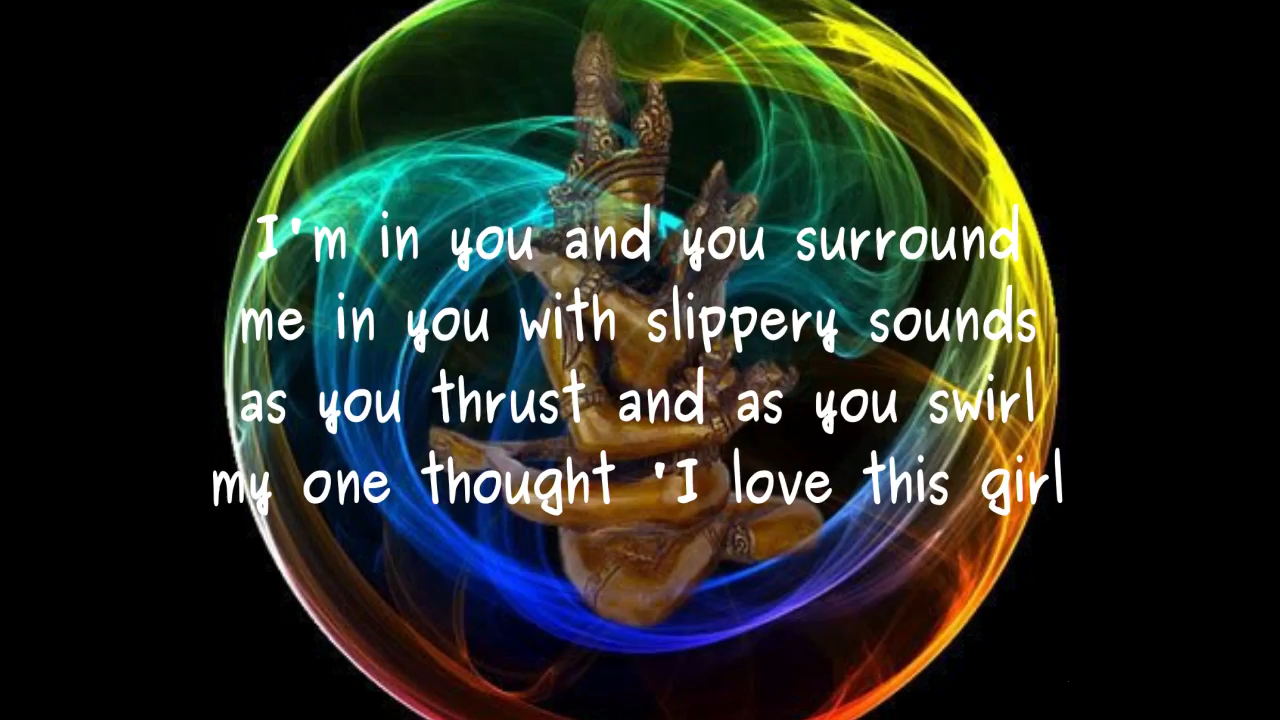 I'm in you and you surround
me in you with slippery sounds
as you thrust and as you swirl
my one thought 'I love this girl